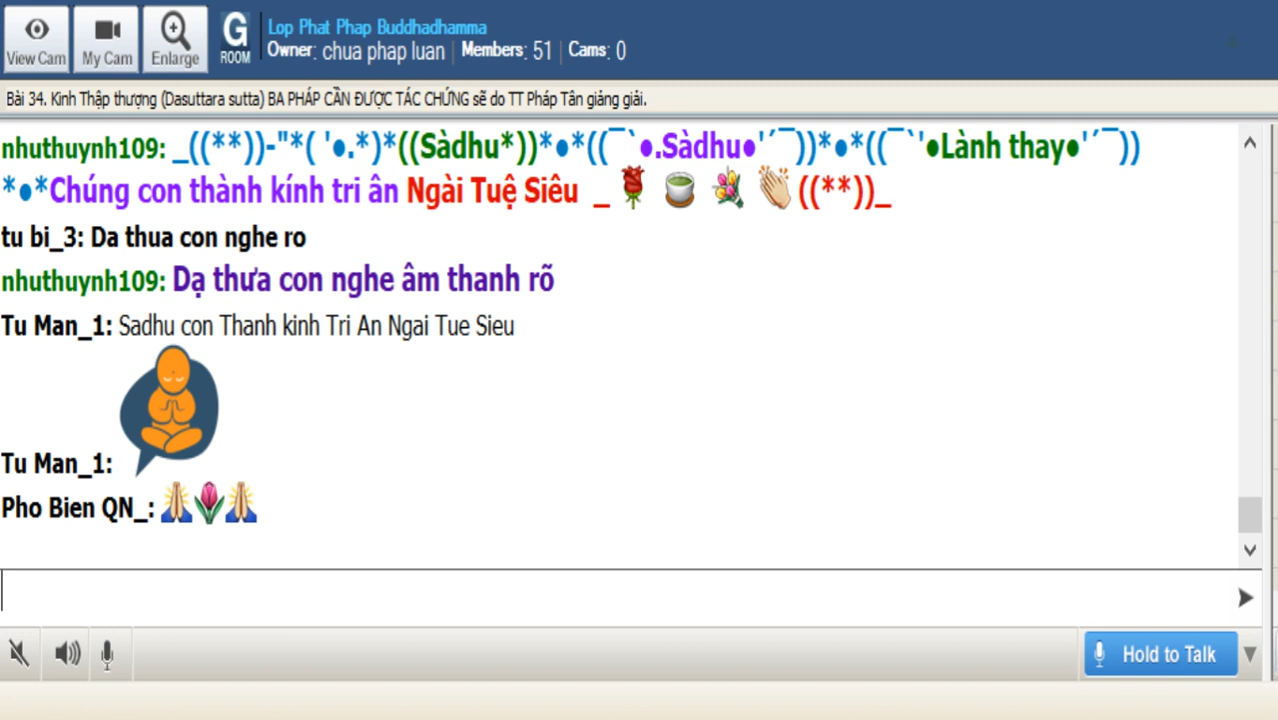 View Cam
My Cam
Enlarge
G ROOM
Lop Phat Phap Buddhadhamma
Owner: chua phap luan | Members: 51 | Cams: 0
Bài 34. Kinh Thập thượng (Dasuttara sutta) BA PHÁP CẦN ĐƯỢC TÁC CHỨNG sẽ do TT Pháp Tân giảng giải.
nhuthuynh109: _((**))-"*( '●.*)*((Sàdhu*))*●*((¯`●.Sàdhu●'´¯))*●*((¯`'●Lành thay●'´¯))
*●*Chúng con thành kính tri ân Ngài Tuệ Siêu _🌹 🍵 💐 👏((**))_
tu bi_3: Da thua con nghe ro
nhuthuynh109: Dạ thưa con nghe âm thanh rõ
Tu Man_1: Sadhu con Thanh kinh Tri An Ngai Tue Sieu
Tu Man_1:
Pho Bien QN_: 🙏🌷🙏
Hold to Talk